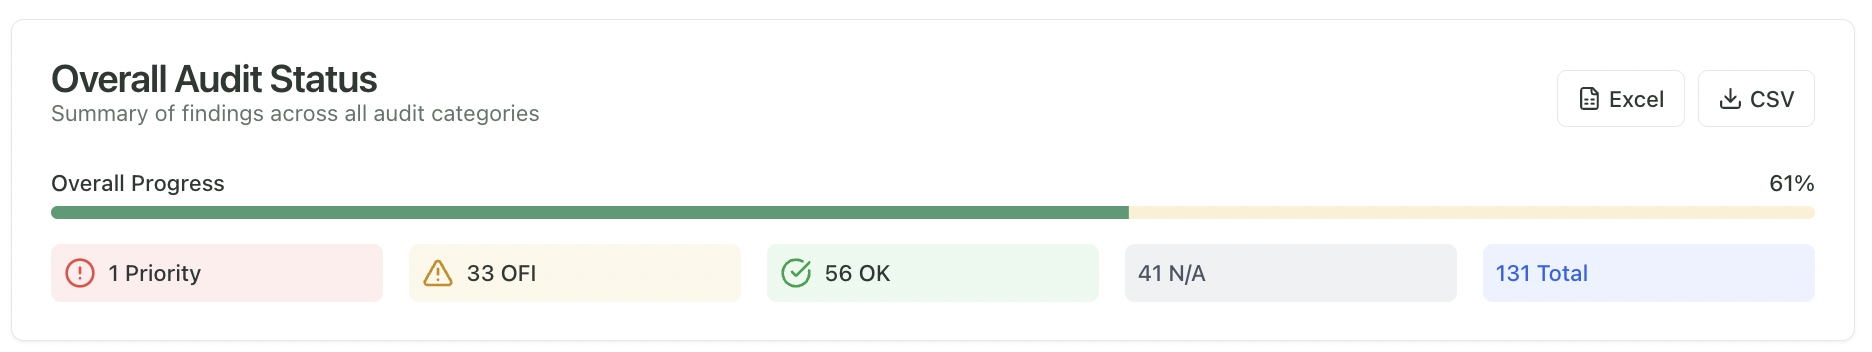 Overall Audit Status
Summary of findings across all audit categories
Excel
CSV
Overall Progress
61%
1 Priority
33 OFI
56 OK
41 N/A
131 Total